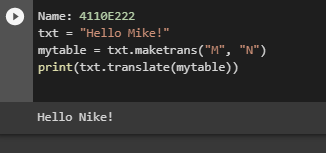 Name: 4110E222
txt = "Hello Mike!"
mytable = txt.maketrans("M", "N")
print(txt.translate(mytable))
Hello Nike!